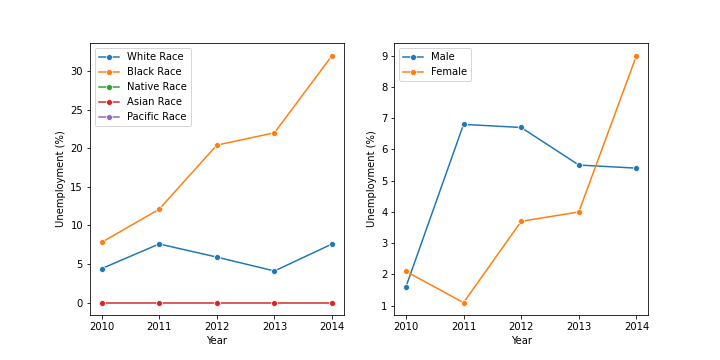 White Race
Black Race
Native Race
Asian Race
Pacific Race
30
25
20
15
10
5
0
Unemployment (%)
2010 2011 2012 2013 2014
Year
Male
Female
9
8
7
6
5
4
3
2
1
Unemployment (%)
2010 2011 2012 2013 2014
Year